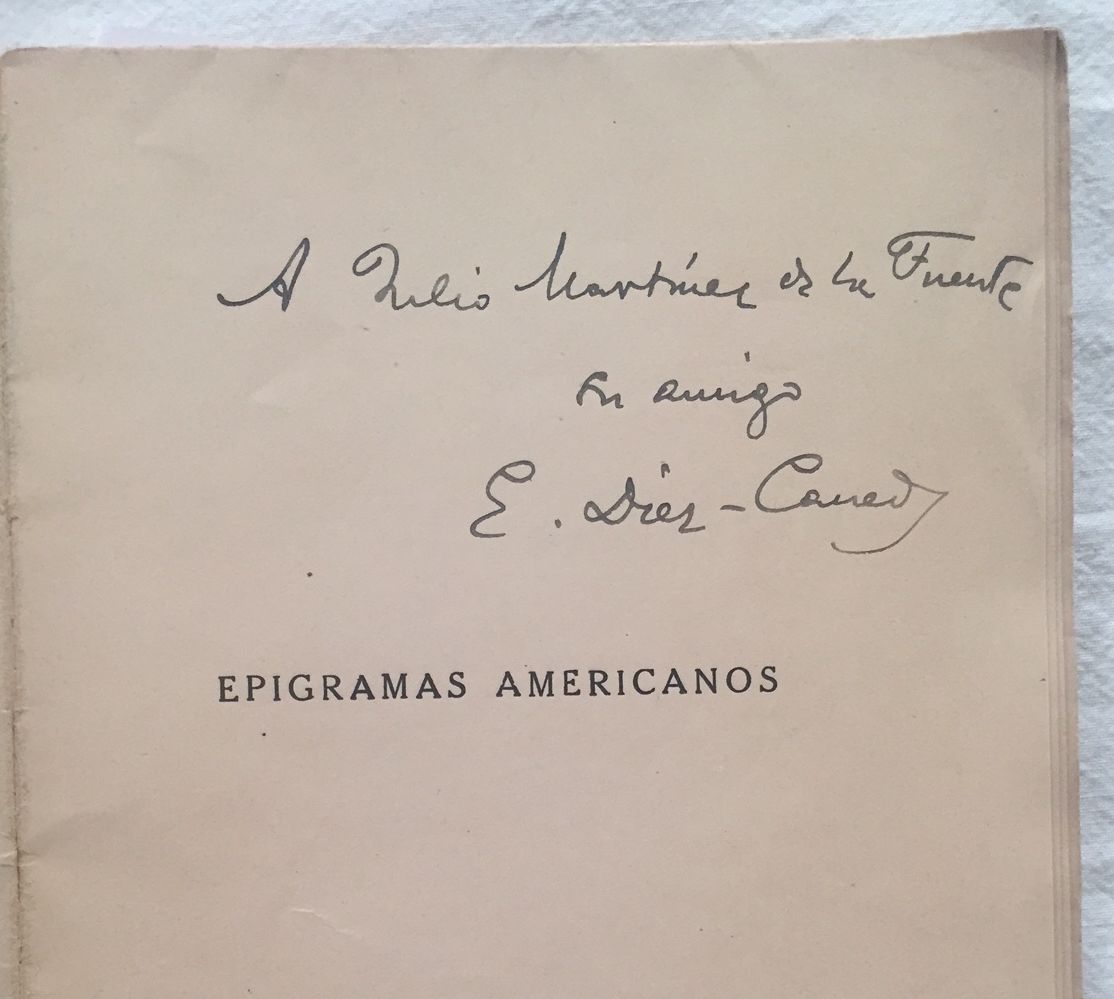 A Julio Martínez de la Fuente
su amigo
E. Díez-Canedo
EPIGRAMAS AMERICANOS